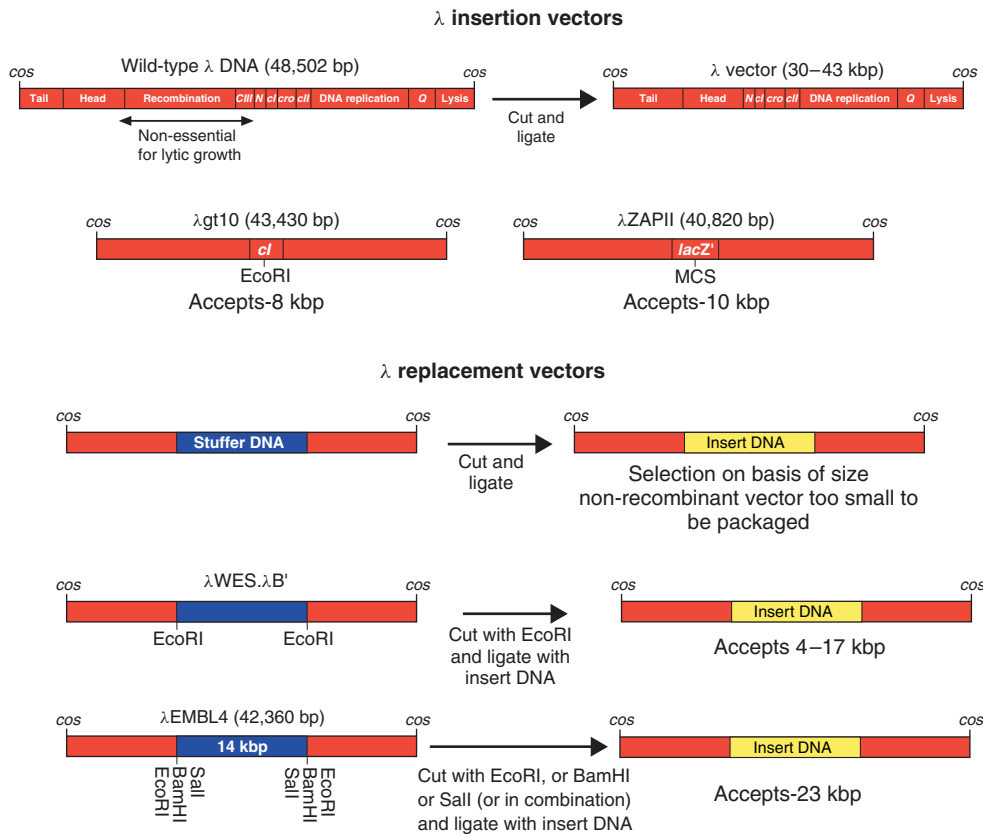 λ insertion vectors
cos
Wild-type λ DNA (48,502 bp)
cos
Tail Head Recombination CIII N cI cro cII DNA replication Q Lysis
Non-essential
for lytic growth
Cut and
ligate
cos
λ vector (30–43 kbp)
cos
Tail Head N cI cro cII DNA replication Q Lysis
cos
λgt10 (43,430 bp)
cos
cI
EcoRI
Accepts-8 kbp
cos
λZAPII (40,820 bp)
cos
lacZ'
MCS
Accepts-10 kbp
λ replacement vectors
cos
cos
Stuffer DNA
Cut and
ligate
cos
cos
Insert DNA
Selection on basis of size
non-recombinant vector too small to
be packaged
cos
λWES.λB'
cos
EcoRI
EcoRI
Cut with EcoRI
and ligate with
insert DNA
cos
cos
Insert DNA
Accepts 4–17 kbp
cos
λEMBL4 (42,360 bp)
cos
14 kbp
EcoRI
BamHI
SalI
SalI
BamHI
EcoRI
Cut with EcoRI, or BamHI
or SalI (or in combination)
and ligate with insert DNA
cos
cos
Insert DNA
Accepts-23 kbp